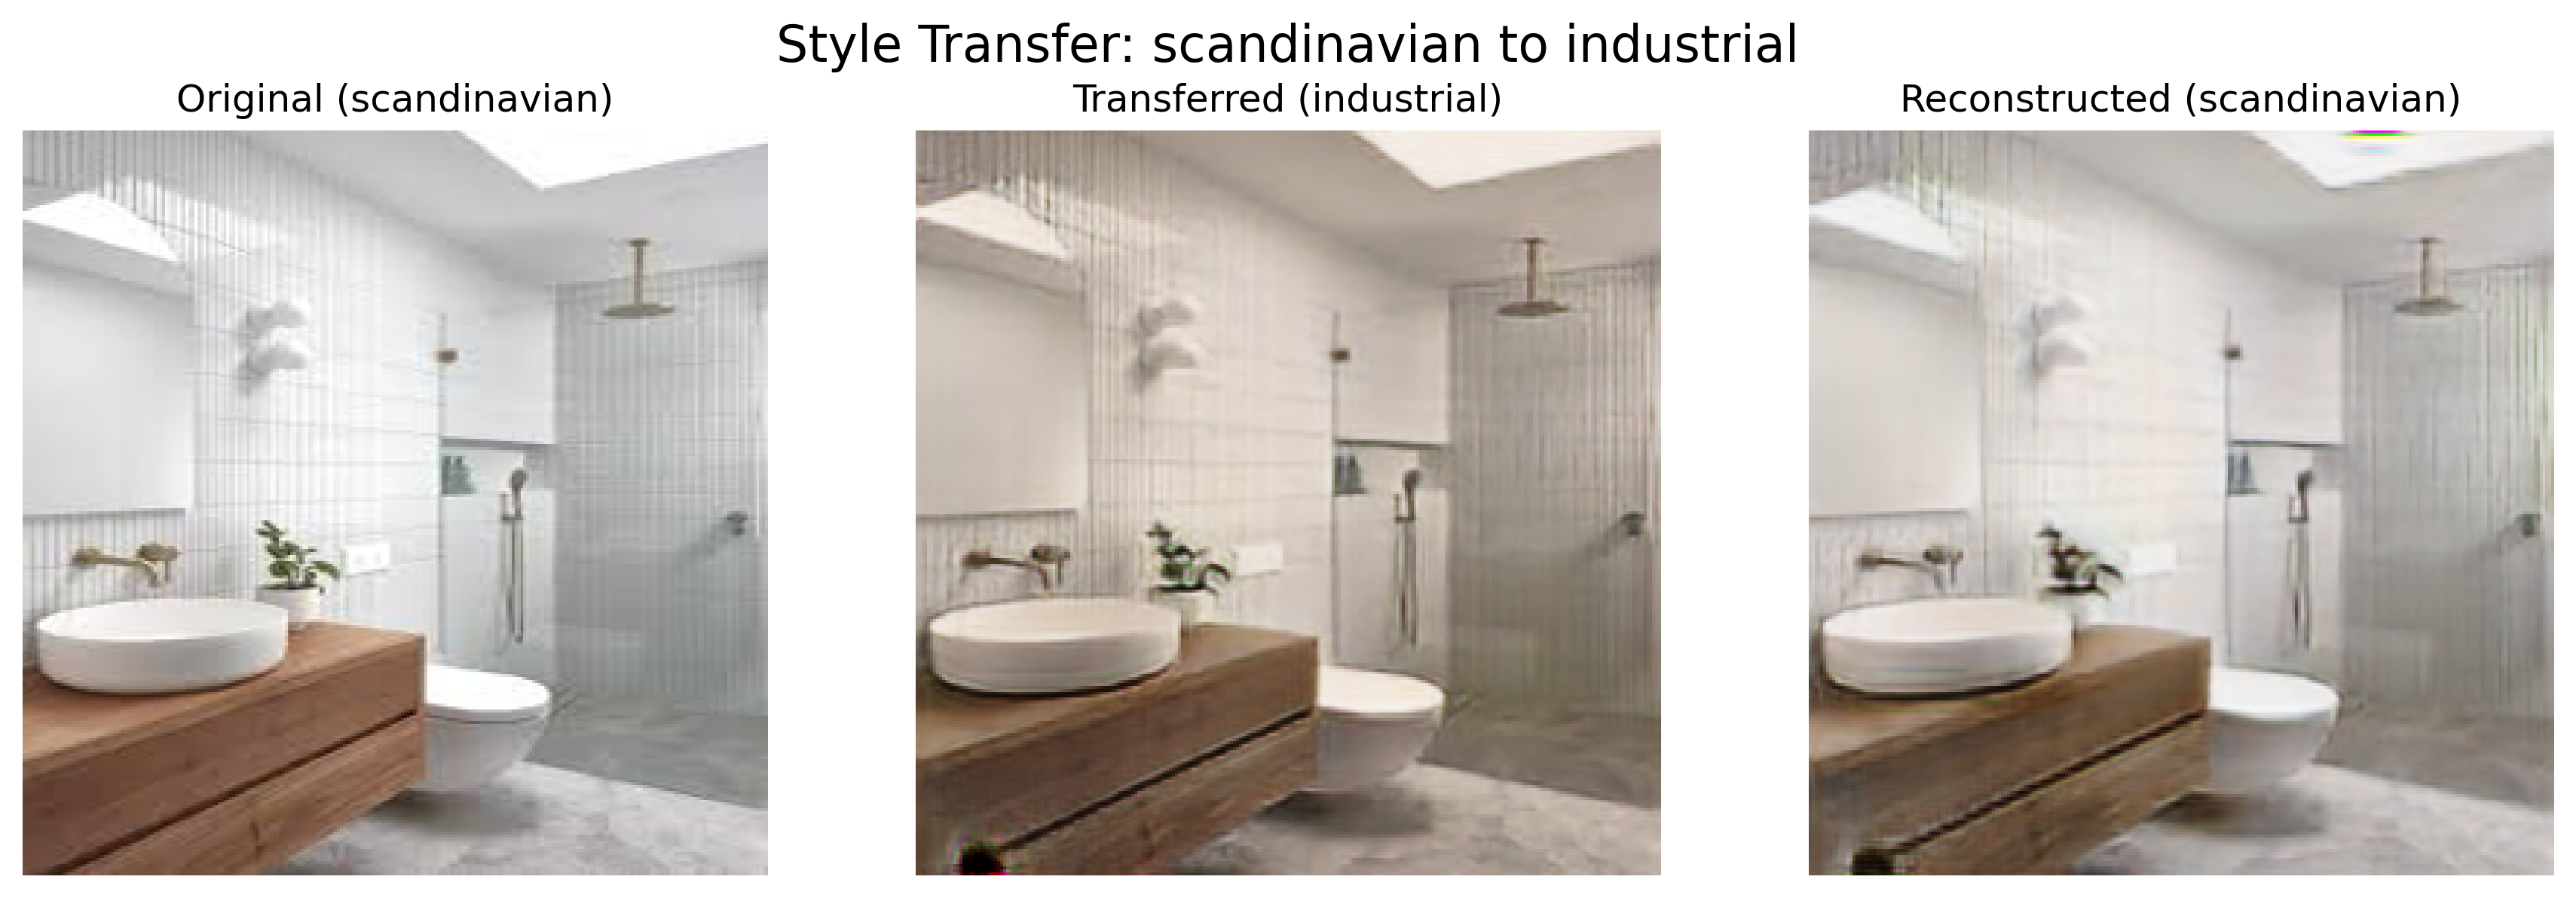 Style Transfer: scandinavian to industrial
Original (scandinavian)
Transferred (industrial)
Reconstructed (scandinavian)